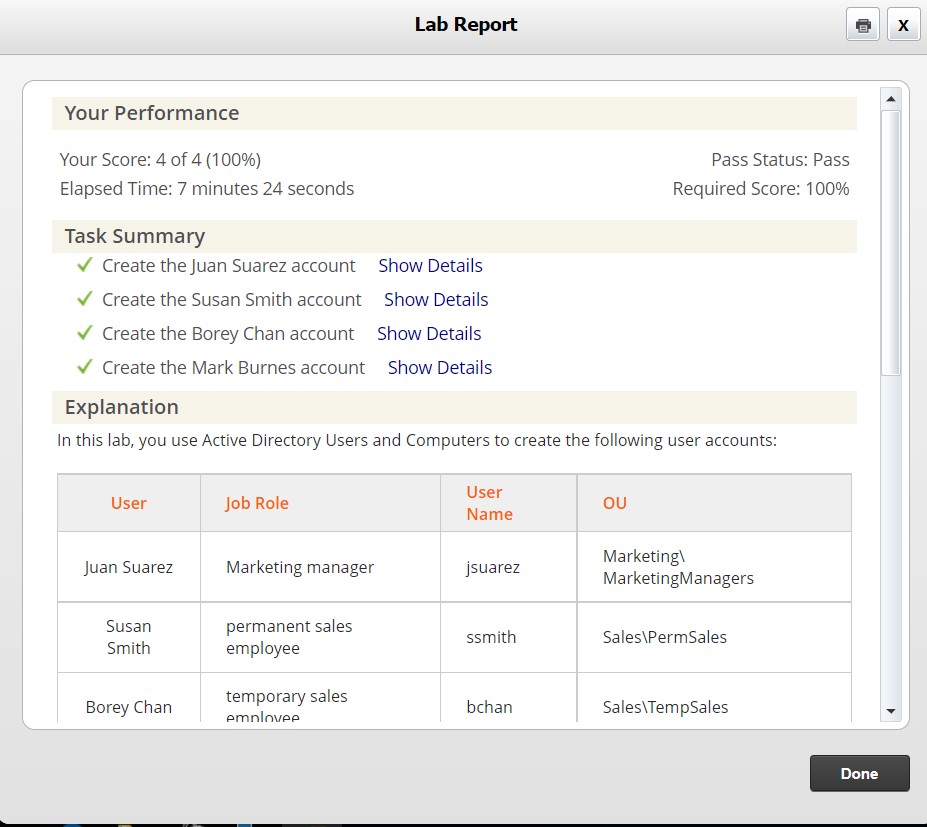 Lab Report
X
Your Performance
Your Score: 4 of 4 (100%)
Pass Status: Pass
Elapsed Time: 7 minutes 24 seconds
Required Score: 100%
Task Summary
Create the Juan Suarez account Show Details
Create the Susan Smith account Show Details
Create the Borey Chan account Show Details
Create the Mark Burnes account Show Details
Explanation
In this lab, you use Active Directory Users and Computers to create the following user accounts:
User
Job Role
User
Name
OU
Juan Suarez
Marketing manager
jsuarez
Marketing\
MarketingManagers
Susan
Smith
permanent sales
employee
ssmith
Sales\PermSales
Borey Chan
temporary sales
employee
bchan
Sales\TempSales
Done